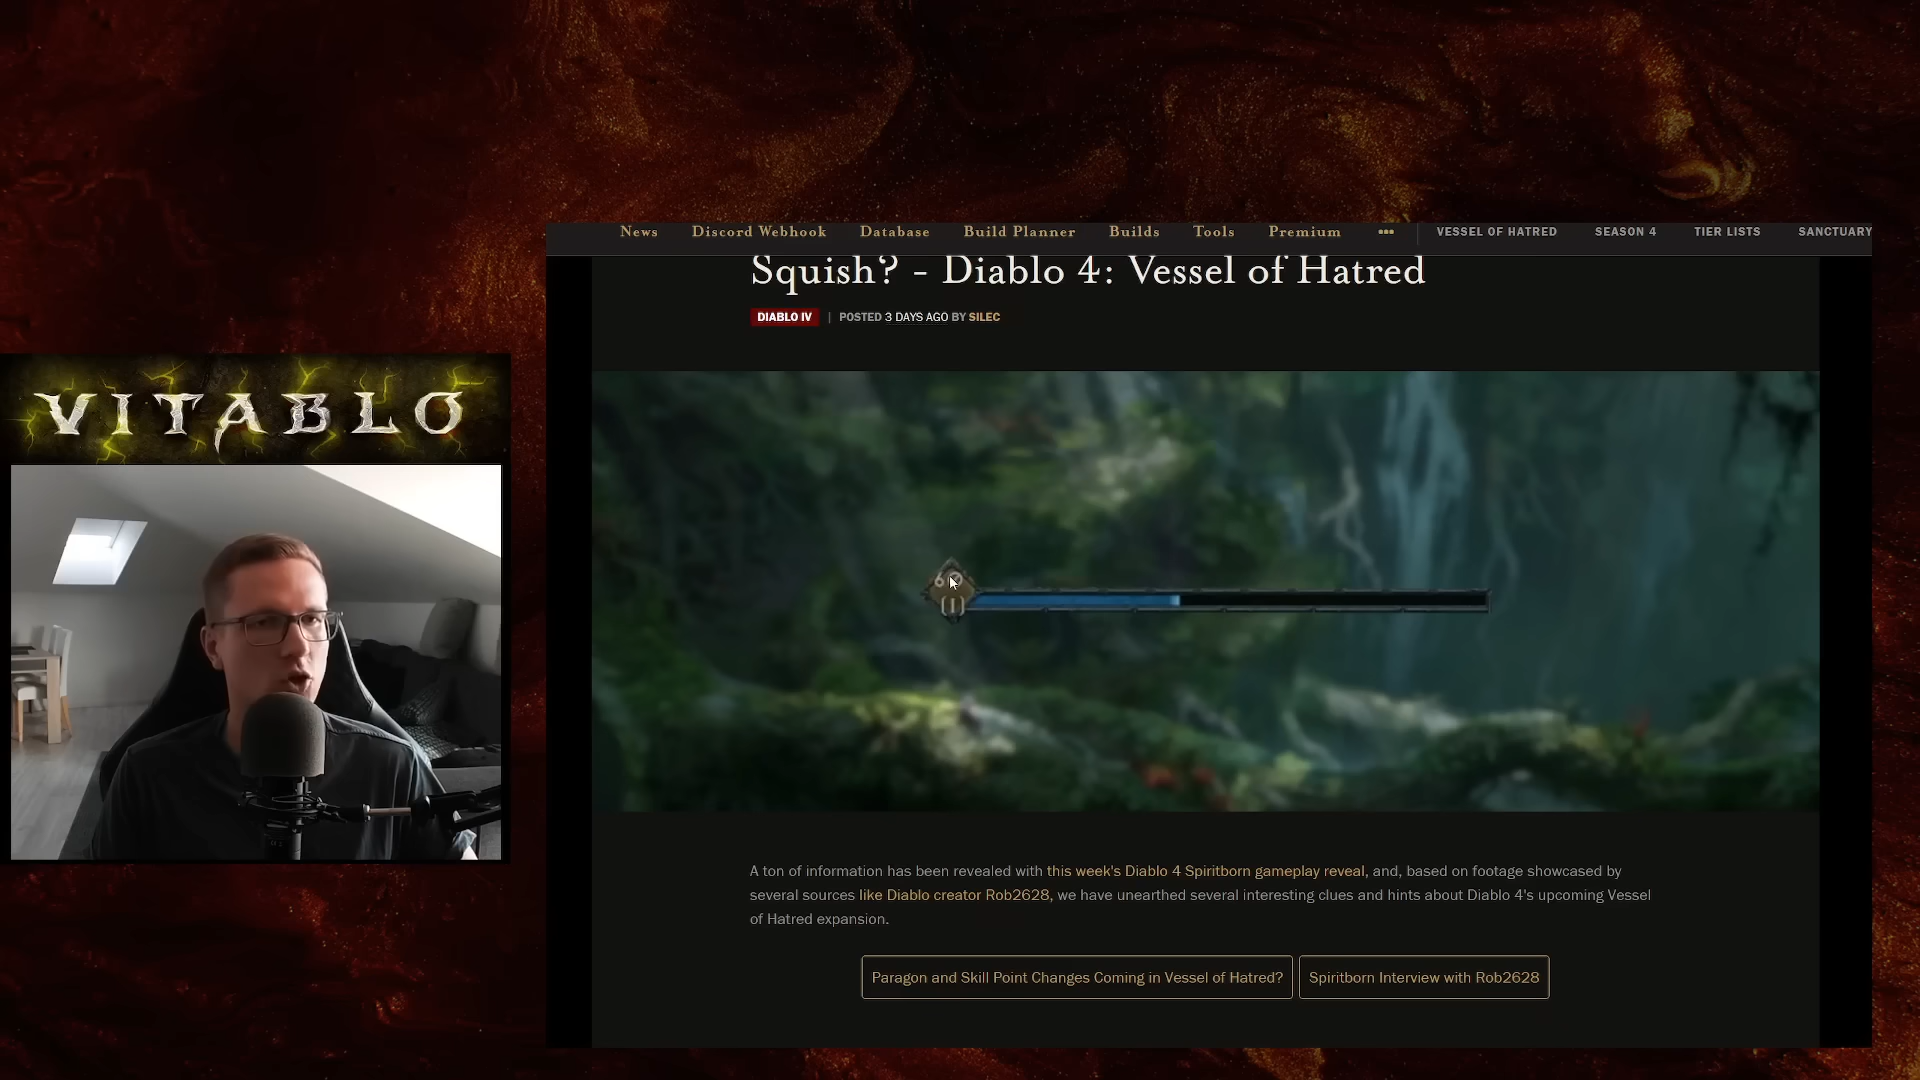 News Discord Webhook Database Build Planner Builds Tools Premium ••• VESSEL OF HATRED SEASON 4 TIER LISTS SANCTUARY
Squish? - Diablo 4: Vessel of Hatred
DIABLO IV | POSTED 3 DAYS AGO BY SILEC
VITABLO
(1)
A ton of information has been revealed with this week's Diablo 4 Spiritborn gameplay reveal, and, based on footage showcased by
several sources like Diablo creator Rob2628, we have unearthed several interesting clues and hints about Diablo 4's upcoming Vessel
of Hatred expansion.
Paragon and Skill Point Changes Coming in Vessel of Hatred? Spiritborn Interview with Rob2628